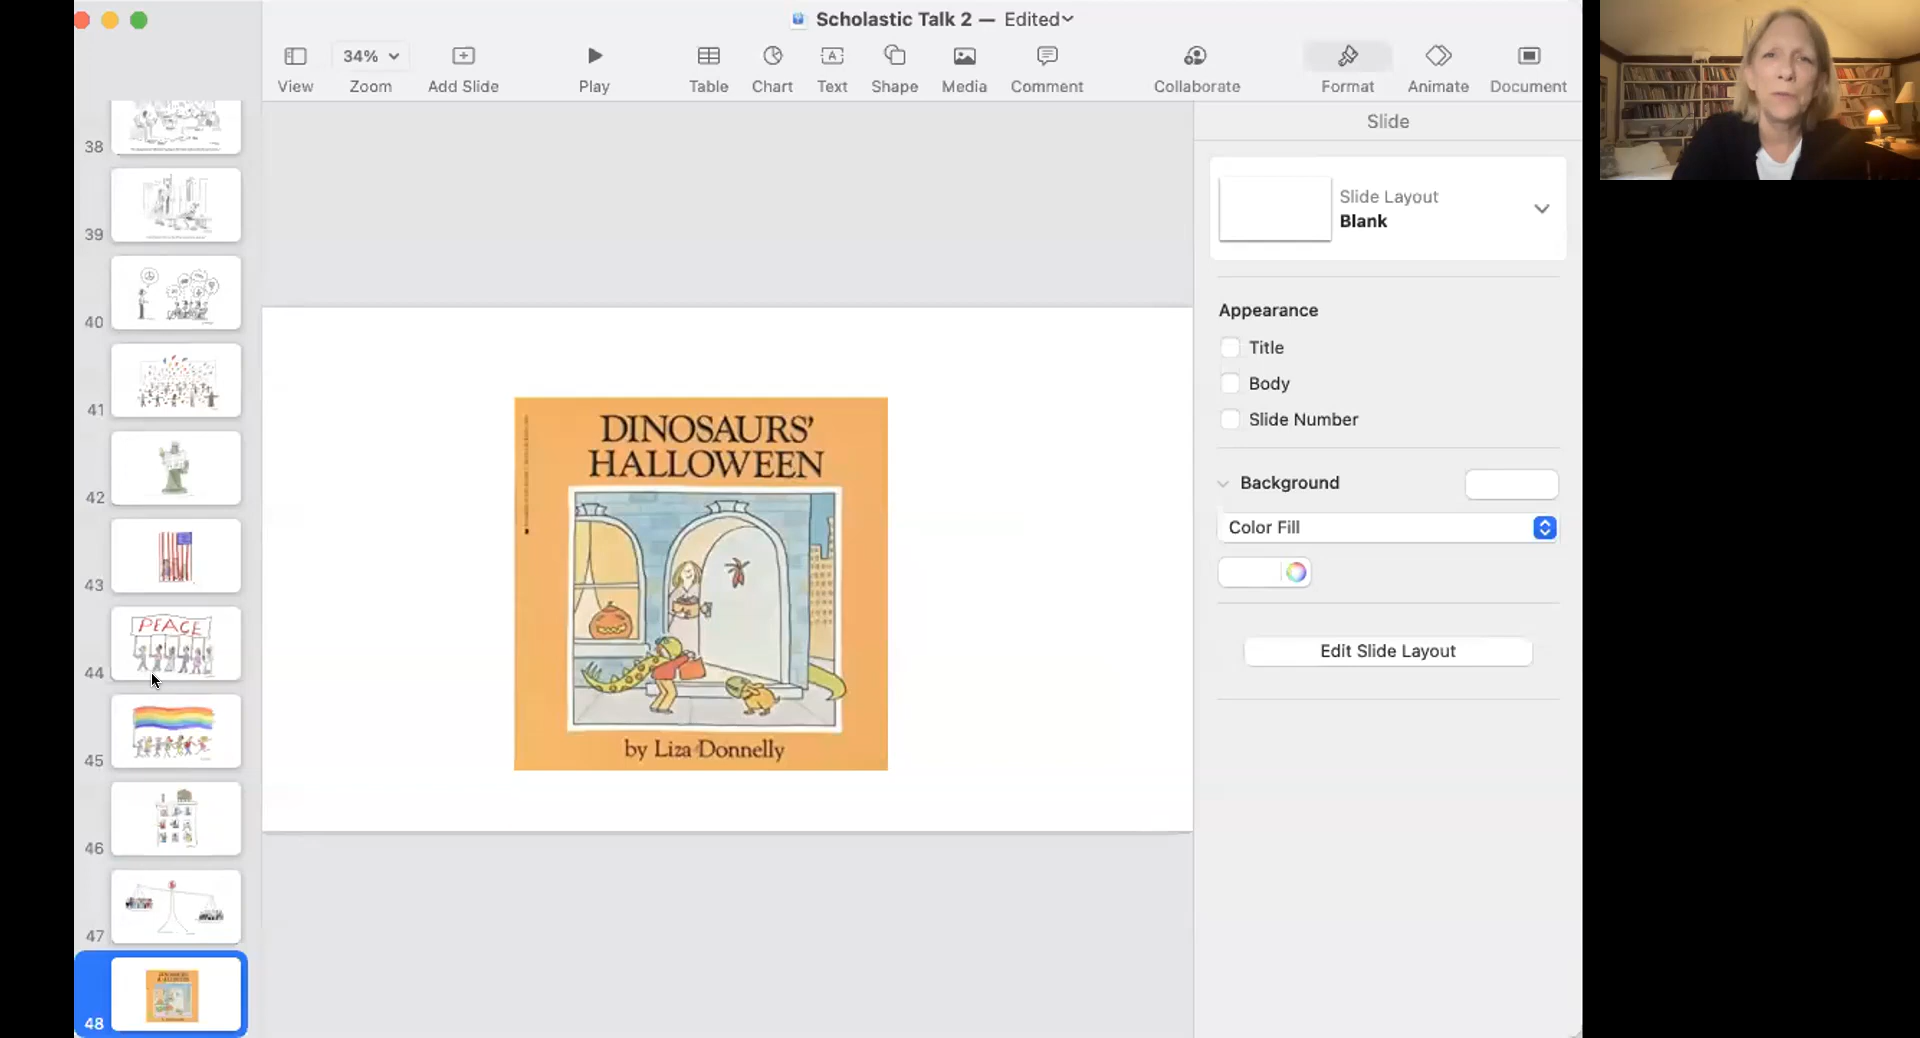 Scholastic Talk 2 — Edited
34%
View
Zoom
Add Slide
Play
Table
Chart
Text
Shape
Media
Comment
Collaborate
Format
Animate
Document
38
39
40
41
42
43
PEACE
44
45
46
47
48
DINOSAURS'
HALLOWEEN
by Liza Donnelly
Slide
Slide Layout
Blank
Appearance
Title
Body
Slide Number
Background
Color Fill
Edit Slide Layout